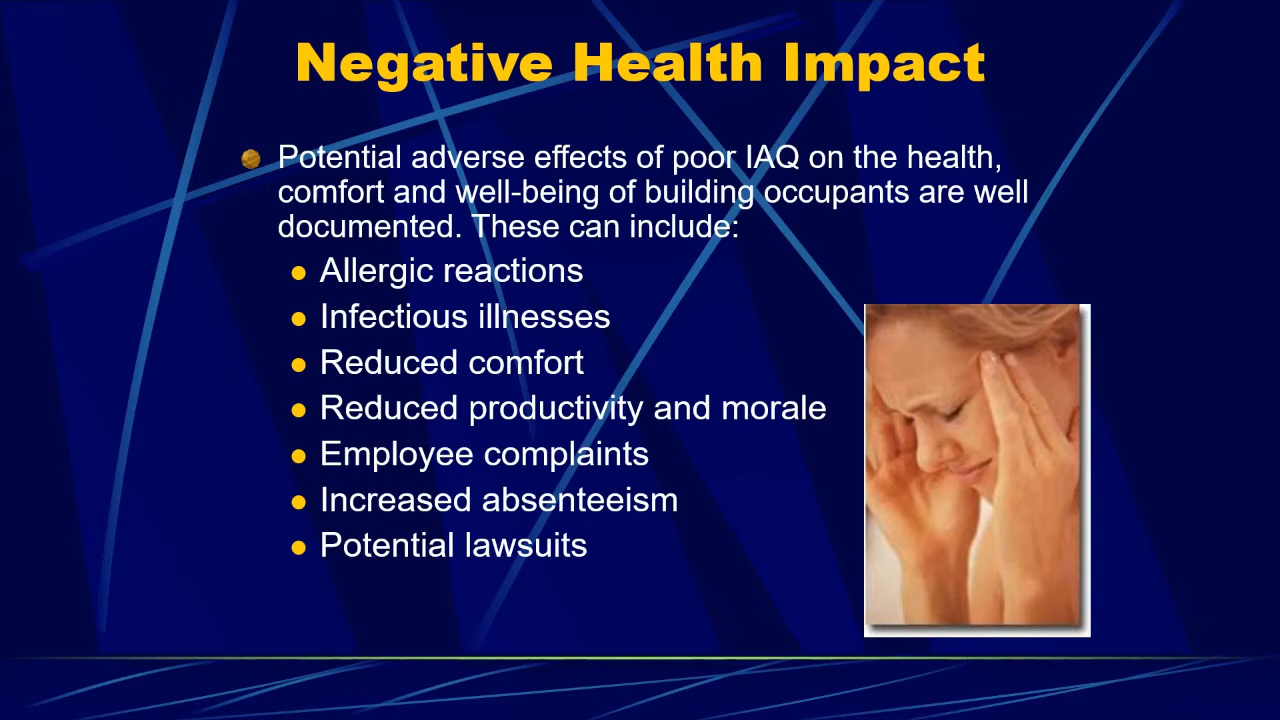 Negative Health Impact
Potential adverse effects of poor IAQ on the health,
comfort and well-being of building occupants are well
documented. These can include:
Allergic reactions
Infectious illnesses
Reduced comfort
Reduced productivity and morale
Employee complaints
Increased absenteeism
Potential lawsuits